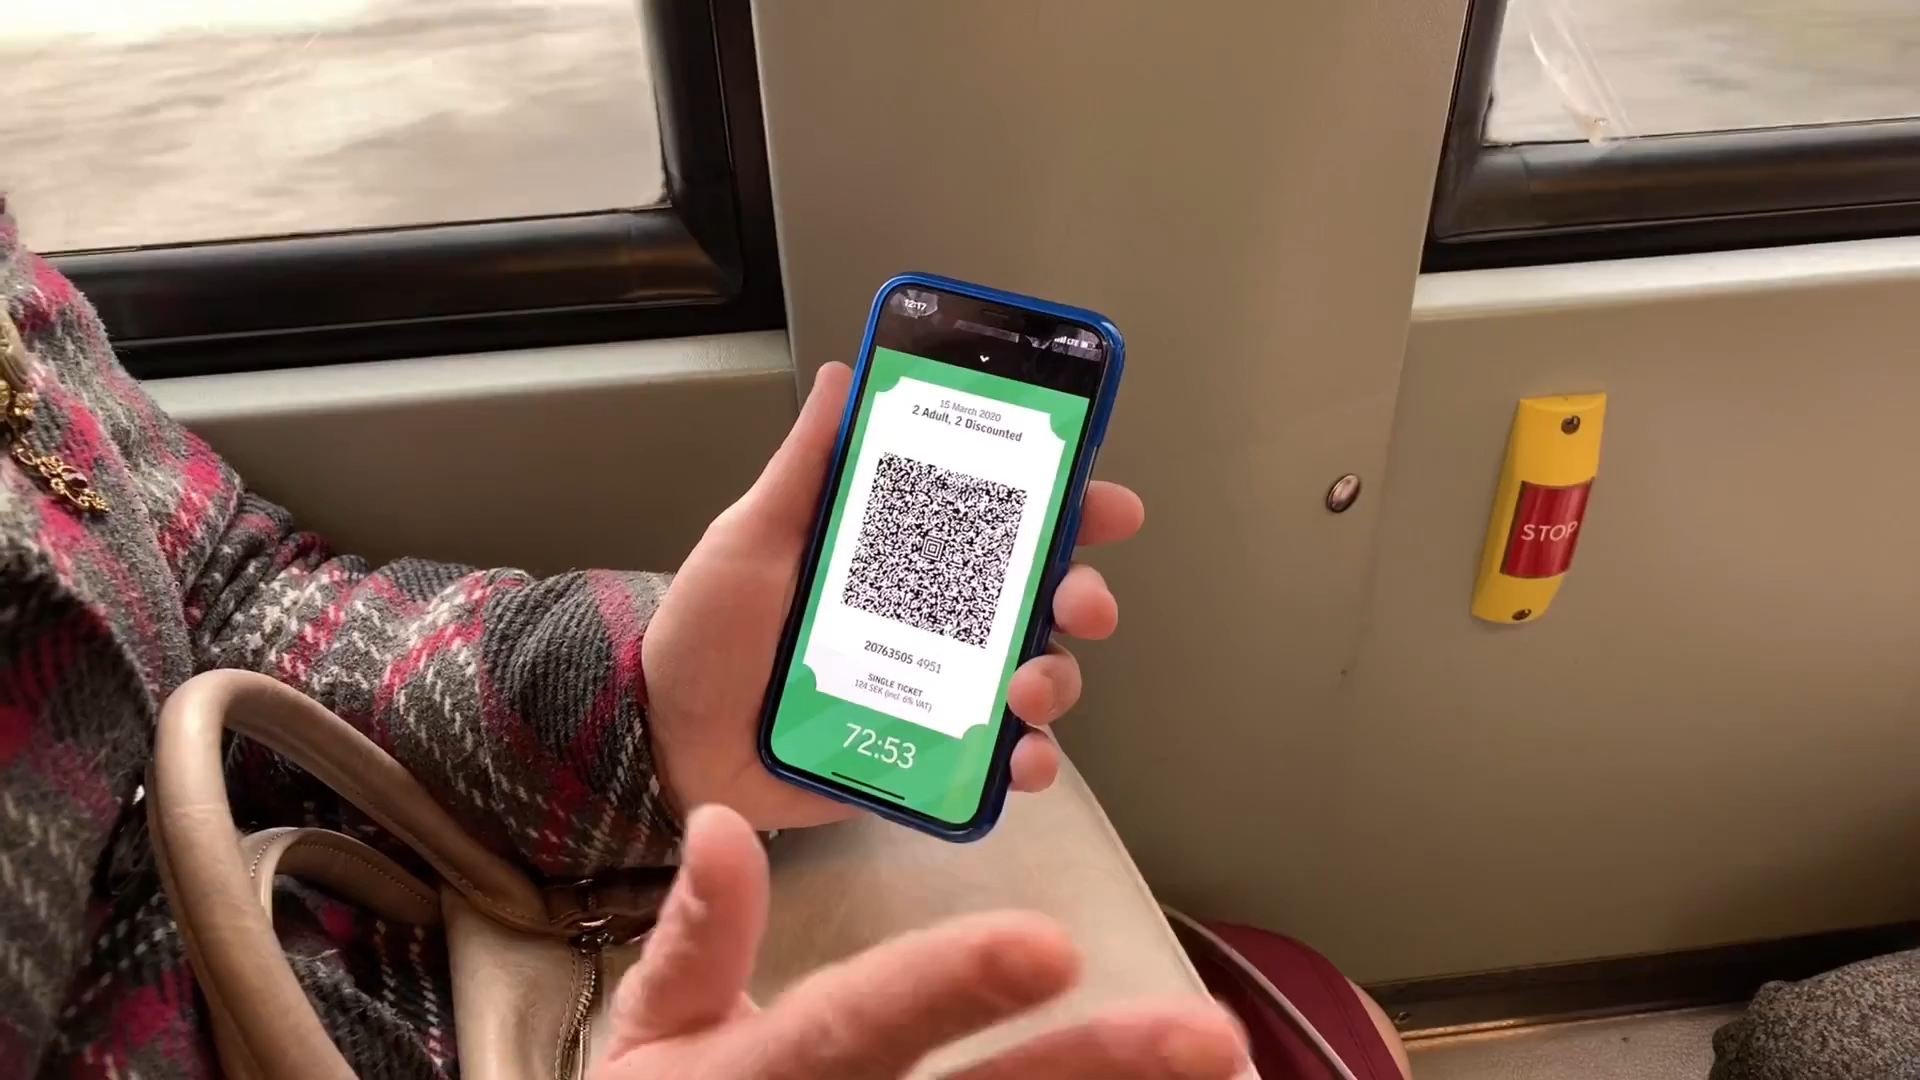 12:17
LTE
15 March 2020
2 Adult, 2 Discounted
20763505 4951
SINGLE TICKET
124 SEK (incl. 6% VAT)
72:53
STOP